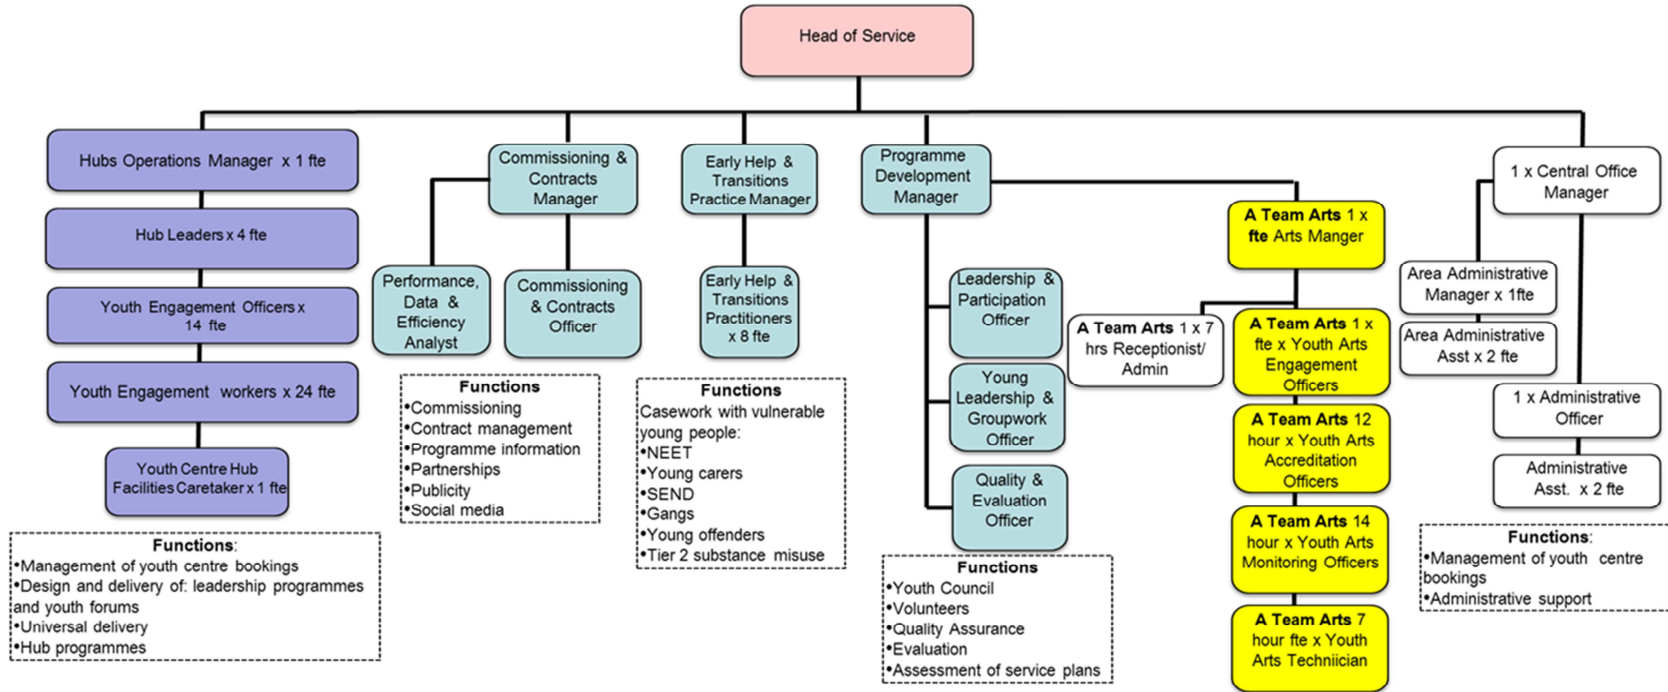 Head of Service
Hubs Operations Manager x 1 fte
Hub Leaders x 4 fte
Youth Engagement Officers x
14 fte
Youth Engagement workers x 24 fte
Youth Centre Hub
Facilities Caretaker x 1 fte
Functions:
•Management of youth centre bookings
•Design and delivery of: leadership programmes
and youth forums
•Universal delivery
•Hub programmes
Commissioning &
Contracts
Manager
Performance,
Data &
Efficiency
Analyst
Commissioning
& Contracts
Officer
Functions
•Commissioning
•Contract management
•Programme information
•Partnerships
•Publicity
•Social media
Early Help &
Transitions
Practice Manager
Early Help &
Transitions
Practitioners
x 8 fte
Functions
Casework with vulnerable
young people:
•NEET
•Young carers
•SEND
•Gangs
•Young offenders
•Tier 2 substance misuse
Programme
Development
Manager
Leadership &
Participation
Officer
Young
Leadership &
Groupwork
Officer
Quality &
Evaluation
Officer
Functions
•Youth Council
•Volunteers
•Quality Assurance
•Evaluation
•Assessment of service plans
A Team Arts 1 x
fte Arts Manger
A Team Arts 1 x 7
hrs Receptionist/
Admin
A Team Arts 1 x
fte x Youth Arts
Engagement
Officers
A Team Arts 12
hour x Youth Arts
Accreditation
Officers
A Team Arts 14
hour x Youth Arts
Monitoring Officers
A Team Arts 7
hour fte x Youth
Arts Techniician
1 x Central Office
Manager
Area Administrative
Manager x 1fte
Area Administrative
Asst x 2 fte
1 x Administrative
Officer
Administrative
Asst. x 2 fte
Functions:
•Management of youth centre
bookings
•Administrative support